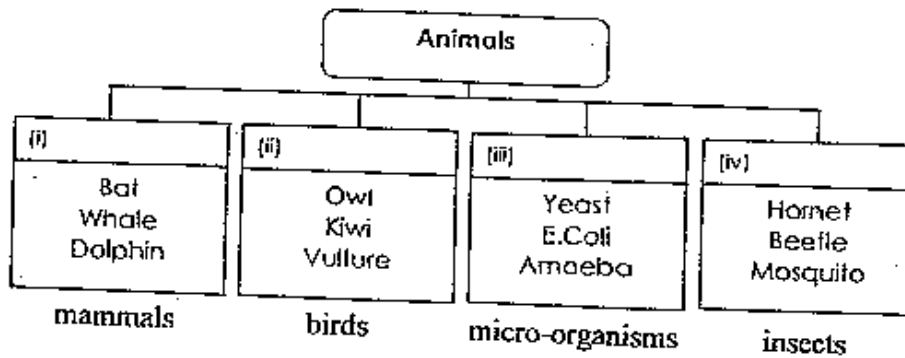 Animals
(i)
Bat
Whale
Dolphin
mammals
(ii)
Owl
Kiwi
Vulture
birds
(iii)
Yeast
E.Coli
Amoeba
micro-organisms
(iv)
Hornet
Beetle
Mosquito
insects